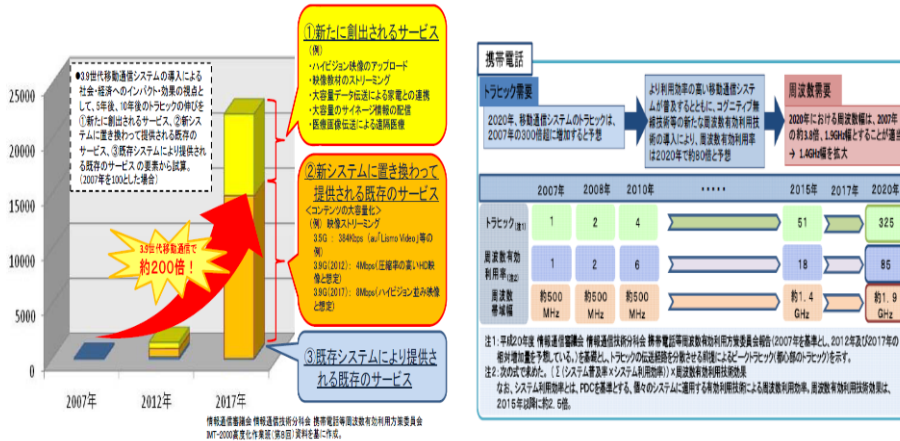 ●3.9世代移動通信システムの導入による
社会・経済へのインパクト・効果の視点と
して、5年後、10年後のトラヒックの伸びを
①新たに創出されるサービス、②新シス
テムに置き換わって提供される既存の
サービス、③既存システムにより提供され
る既存のサービス の要素から試算。
(2007年を100とした場合)
25000
20000
15000
10000
5000
0
3.9世代移動通信で
約200倍！
2007年
2012年
2017年
①新たに創出されるサービス
(例)
・ハイビジョン映像のアップロード
・映像教材のストリーミング
・大容量データ伝送による家電との連携
・大容量のサイネージ情報の配信
・医療画像伝送による遠隔医療
②新システムに置き換わって
提供される既存のサービス
<コンテンツの大容量化>
(例) 映像ストリーミング
3.5G : 384Kbps (au「Lismo Video」等の
例)
3.9G(2012) : 4Mbps(圧縮率の高いHD映
像と想定)
3.9G(2017) : 8Mbps(ハイビジョン並み映像
と想定)
③既存システムにより提供さ
れる既存のサービス
情報通信審議会 情報通信技術分科会 携帯電話等周波数有効利用方策委員会
IMT-2000高度化作業班(第8回)資料を基に作成。
携帯電話
トラヒック需要
2020年、移動通信システムのトラヒックは、
2007年の300倍超に増加すると予想
より利用効率の高い移動通信システ
ムが普及するとともに、コグニティブ無
線技術等の新たな周波数有効利用技
術の導入により、周波数有効利用率
は2020年で約80倍と予想
周波数需要
2020年における周波数幅は、2007年
の約3.8倍、1.9GHz幅とすることが適当
→ 1.4GHz幅を拡大
2007年 2008年 2010年 ・・・・・ 2015年 2017年 2020年
トラヒック(注1) 1 2 4 51 325
周波数有効
利用率(注2) 1 2 6 18 85
周波数
帯域幅 約500
MHz 約500
MHz 約500
MHz 約1.4
GHz 約1.9
GHz
注1：平成20年度 情報通信審議会 情報通信技術分科会 携帯電話等周波数有効利用方策委員会報告(2007年を基準とし、2012年及び2017年の
相対増加量を予想している。)を基礎とし、トラヒックの伝送経路を分散させる前提によるピークトラヒック(都心部のトラヒック)を示す。
注2：次の式で求めた。(Σ(システム普及率×システム利用効率))×周波数有効利用技術効果
なお、システム利用効率とは、PDCを基準とする、個々のシステムに適用する有効利用技術による周波数利用効率。周波数有効利用技術効果は、
2015年以降に約2.5倍。